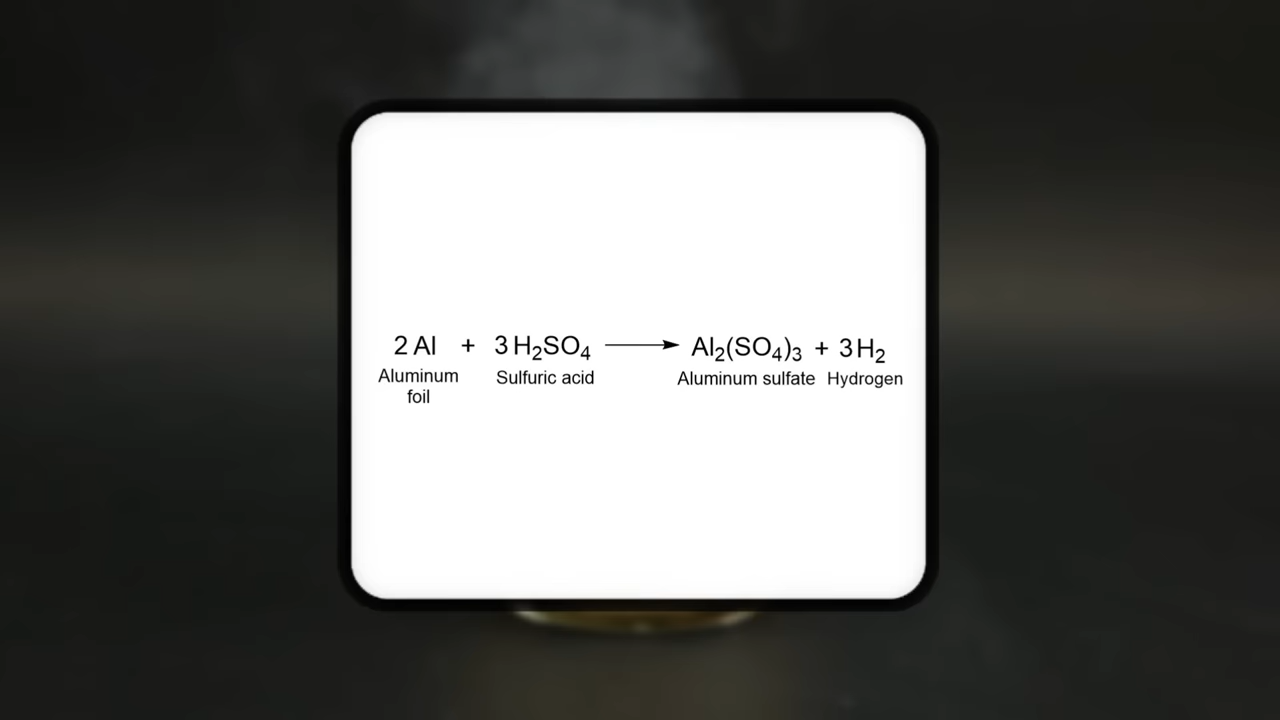 2 Al + 3 H₂SO₄ ⟶ Al₂(SO₄)₃ + 3 H₂
Aluminum foil Sulfuric acid Aluminum sulfate Hydrogen